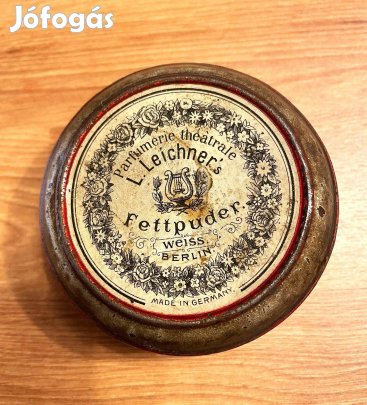 Jófogás
Parfumerie théatrale
L. Leichner's
Fettpuder.
weiss
BERLIN
MADE IN GERMANY.